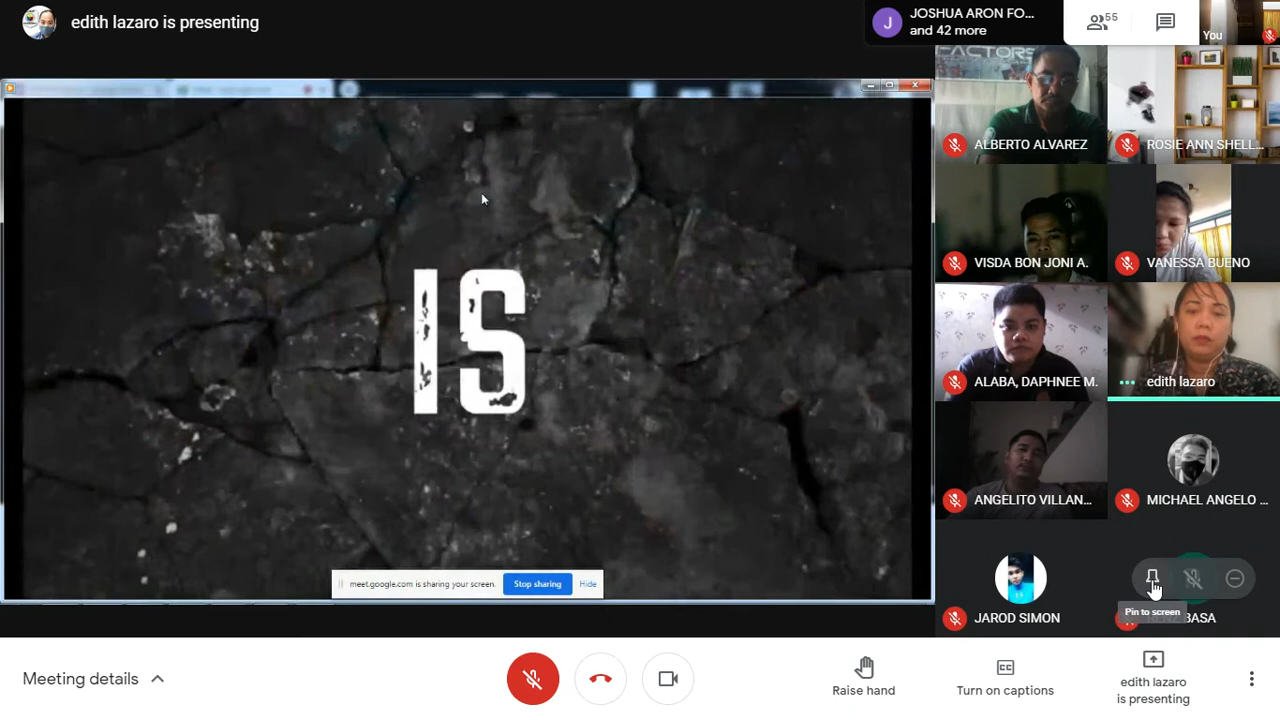 edith lazaro is presenting
JOSHUA ARON FO...
and 42 more
55
You
FACTORS
ALBERTO ALVAREZ
ROSIE ANN SHELL...
VISDA BON JONI A.
VANESSA BUENO
ALABA, DAPHNEE M.
edith lazaro
ANGELITO VILLAN...
MICHAEL ANGELO ...
JAROD SIMON
BASA
Pin to screen
IS
meet.google.com is sharing your screen.
Stop sharing
Hide
Meeting details
Raise hand
Turn on captions
edith lazaro
is presenting
J